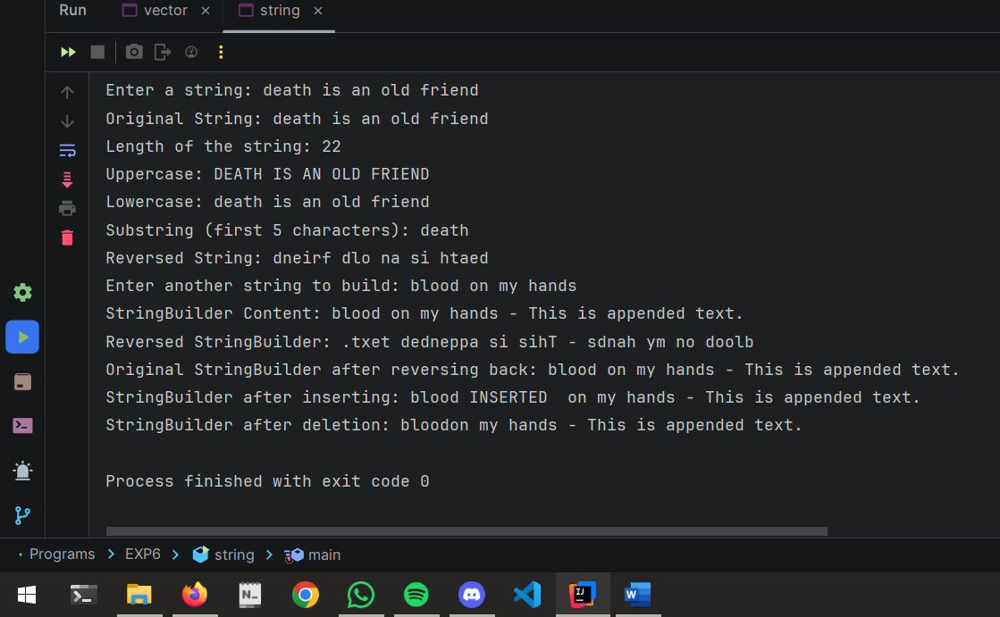 Run vector × string ×
Enter a string: death is an old friend
Original String: death is an old friend
Length of the string: 22
Uppercase: DEATH IS AN OLD FRIEND
Lowercase: death is an old friend
Substring (first 5 characters): death
Reversed String: dneirf dlo na si htaed
Enter another string to build: blood on my hands
StringBuilder Content: blood on my hands - This is appended text.
Reversed StringBuilder: .txet dedneppa si sihT - sdnah ym no doolb
Original StringBuilder after reversing back: blood on my hands - This is appended text.
StringBuilder after inserting: blood INSERTED  on my hands - This is appended text.
StringBuilder after deletion: bloodon my hands - This is appended text.
Process finished with exit code 0
Programs > EXP6 > string > main
N IJ W